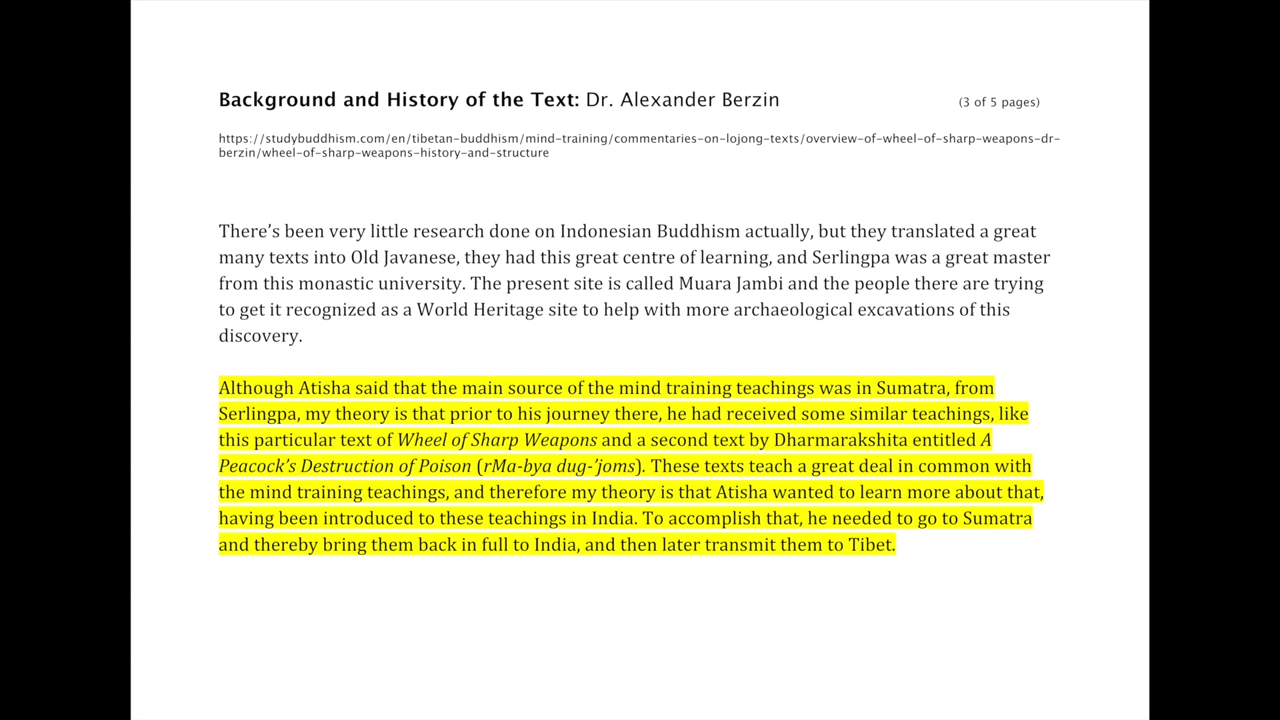 Background and History of the Text: Dr. Alexander Berzin (3 of 5 pages)
https://studybuddhism.com/en/tibetan-buddhism/mind-training/commentaries-on-lojong-texts/overview-of-wheel-of-sharp-weapons-dr-
berzin/wheel-of-sharp-weapons-history-and-structure
There’s been very little research done on Indonesian Buddhism actually, but they translated a great
many texts into Old Javanese, they had this great centre of learning, and Serlingpa was a great master
from this monastic university. The present site is called Muara Jambi and the people there are trying
to get it recognized as a World Heritage site to help with more archaeological excavations of this
discovery.
Although Atisha said that the main source of the mind training teachings was in Sumatra, from
Serlingpa, my theory is that prior to his journey there, he had received some similar teachings, like
this particular text of Wheel of Sharp Weapons and a second text by Dharmarakshita entitled A
Peacock’s Destruction of Poison (rMa-bya dug-’joms). These texts teach a great deal in common with
the mind training teachings, and therefore my theory is that Atisha wanted to learn more about that,
having been introduced to these teachings in India. To accomplish that, he needed to go to Sumatra
and thereby bring them back in full to India, and then later transmit them to Tibet.